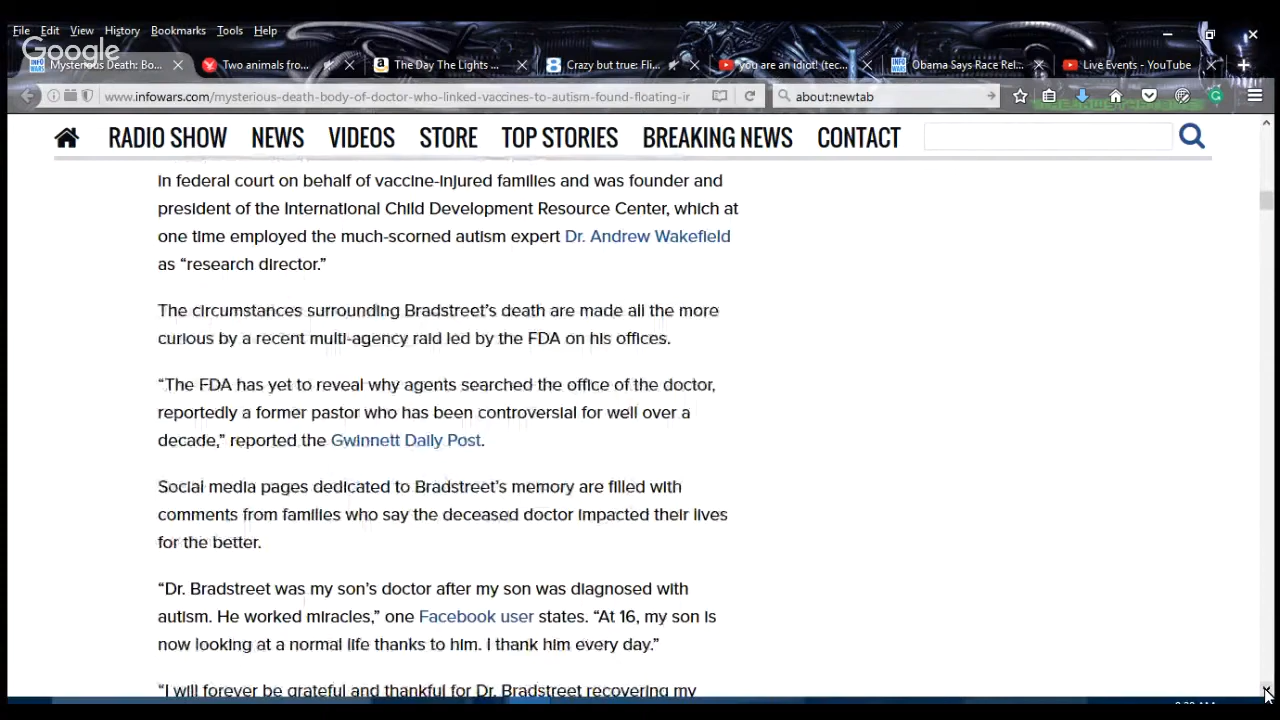 File Edit View History Bookmarks Tools Help
Google
INFO WARS Mysterious Death: Bo...
Two animals fro...
The Day The Lights ...
Crazy but true: Fli...
you are an idiot! (tec...
INFO WARS Obama Says Race Rel...
Live Events - YouTube
www.infowars.com/mysterious-death-body-of-doctor-who-linked-vaccines-to-autism-found-floating-ir
about:newtab
RADIO SHOW NEWS VIDEOS STORE TOP STORIES BREAKING NEWS CONTACT
in federal court on behalf of vaccine-injured families and was founder and
president of the International Child Development Resource Center, which at
one time employed the much-scorned autism expert Dr. Andrew Wakefield
as “research director.”
The circumstances surrounding Bradstreet’s death are made all the more
curious by a recent multi-agency raid led by the FDA on his offices.
“The FDA has yet to reveal why agents searched the office of the doctor,
reportedly a former pastor who has been controversial for well over a
decade,” reported the Gwinnett Daily Post.
Social media pages dedicated to Bradstreet’s memory are filled with
comments from families who say the deceased doctor impacted their lives
for the better.
“Dr. Bradstreet was my son’s doctor after my son was diagnosed with
autism. He worked miracles,” one Facebook user states. “At 16, my son is
now looking at a normal life thanks to him. I thank him every day.”
“I will forever be grateful and thankful for Dr. Bradstreet recovering my